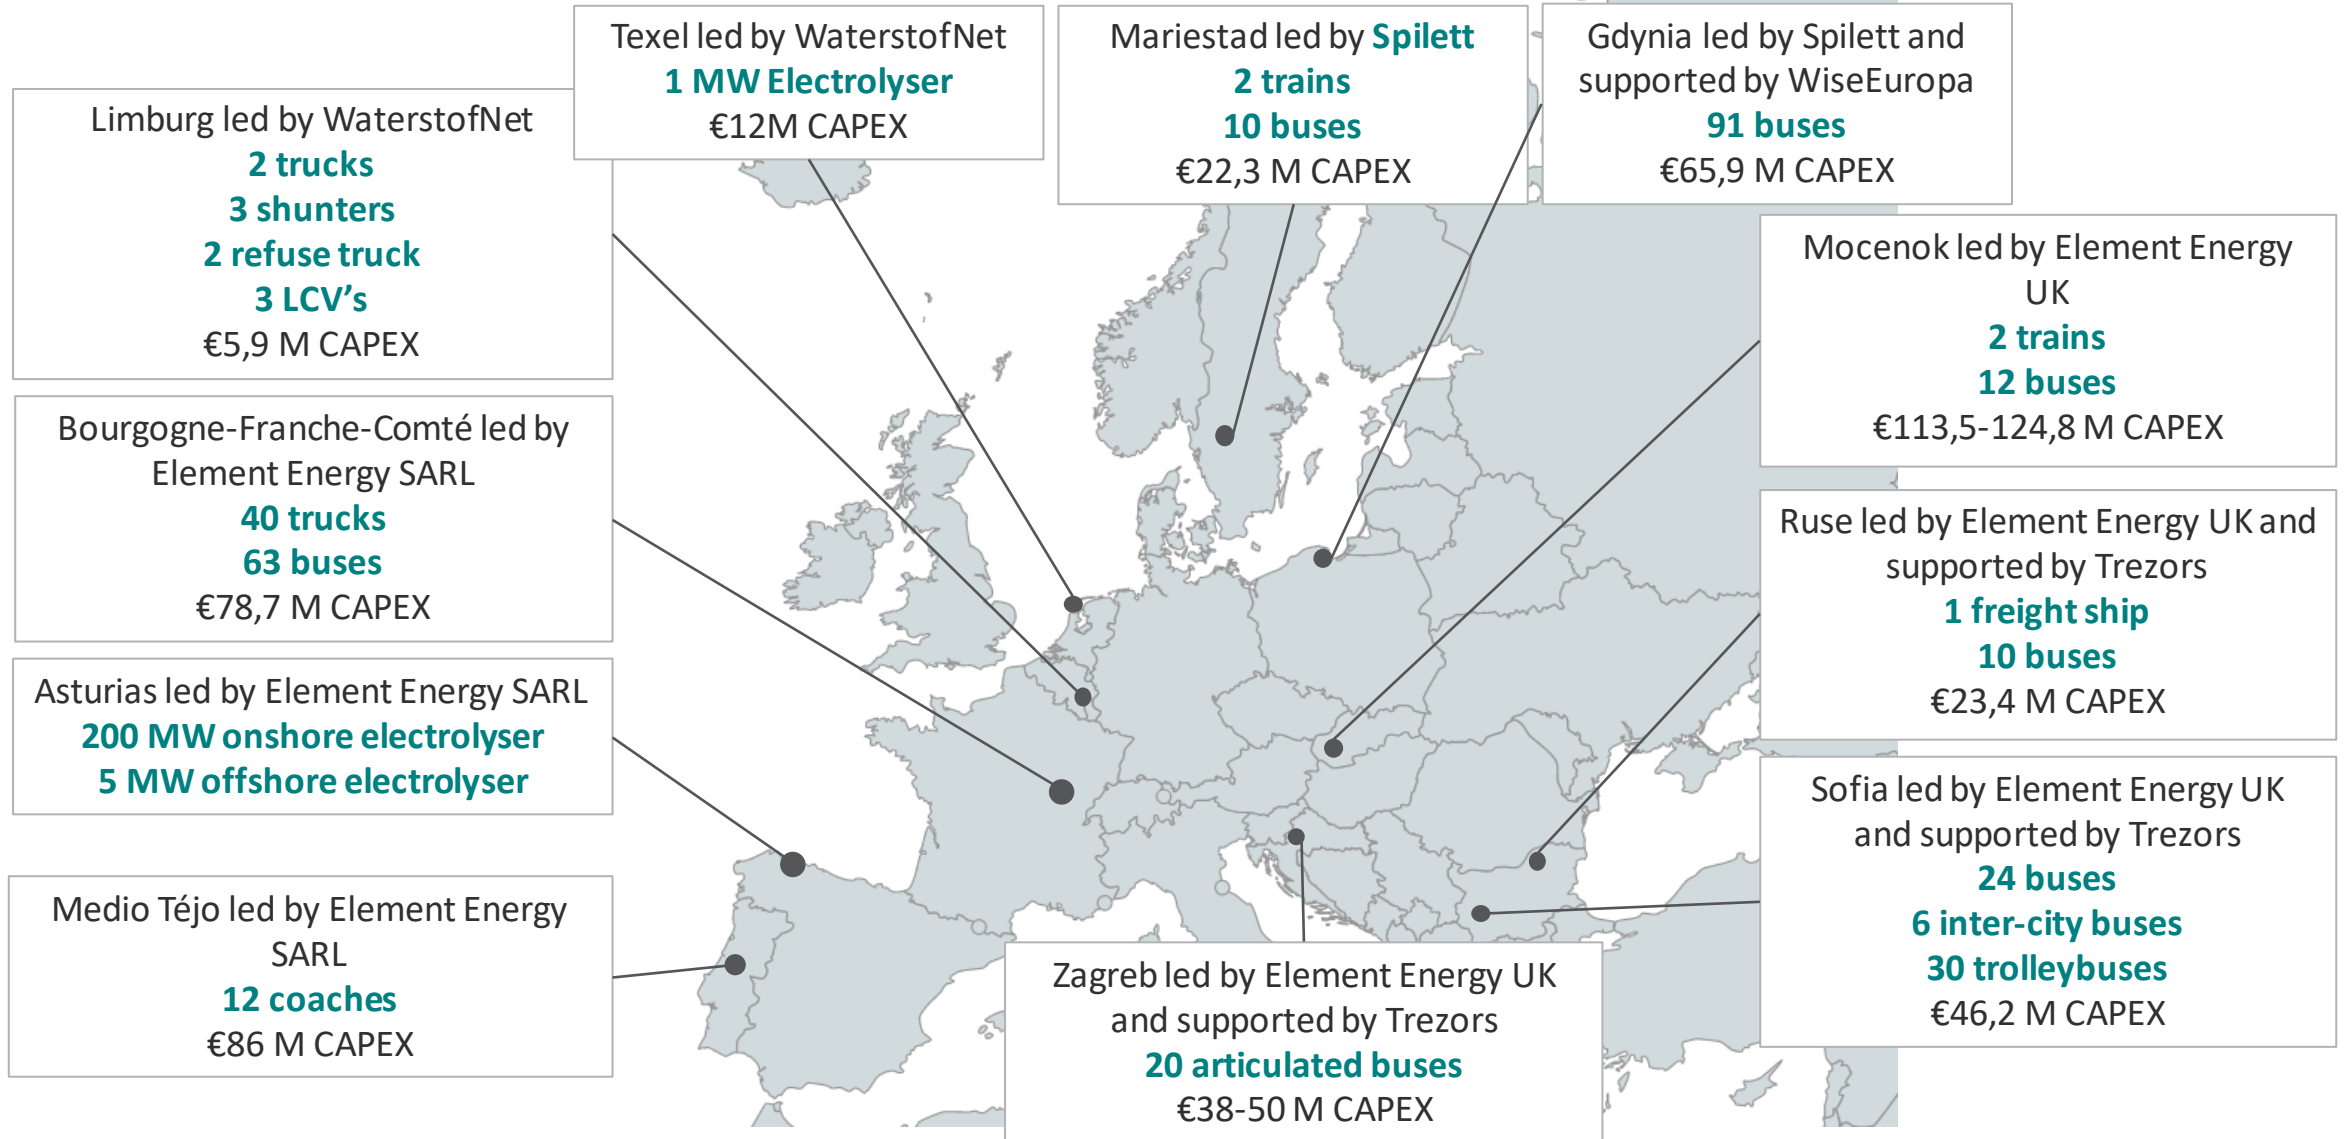 Texel led by WaterstofNet
1 MW Electrolyser
€12M CAPEX
Mariestad led by Spilett
2 trains
10 buses
€22,3 M CAPEX
Gdynia led by Spilett and
supported by WiseEuropa
91 buses
€65,9 M CAPEX
Limburg led by WaterstofNet
2 trucks
3 shunters
2 refuse truck
3 LCV’s
€5,9 M CAPEX
Mocenok led by Element Energy
UK
2 trains
12 buses
€113,5-124,8 M CAPEX
Bourgogne-Franche-Comté led by
Element Energy SARL
40 trucks
63 buses
€78,7 M CAPEX
Ruse led by Element Energy UK and
supported by Trezors
1 freight ship
10 buses
€23,4 M CAPEX
Asturias led by Element Energy SARL
200 MW onshore electrolyser
5 MW offshore electrolyser
Sofia led by Element Energy UK
and supported by Trezors
24 buses
6 inter-city buses
30 trolleybuses
€46,2 M CAPEX
Medio Téjo led by Element Energy
SARL
12 coaches
€86 M CAPEX
Zagreb led by Element Energy UK
and supported by Trezors
20 articulated buses
€38-50 M CAPEX